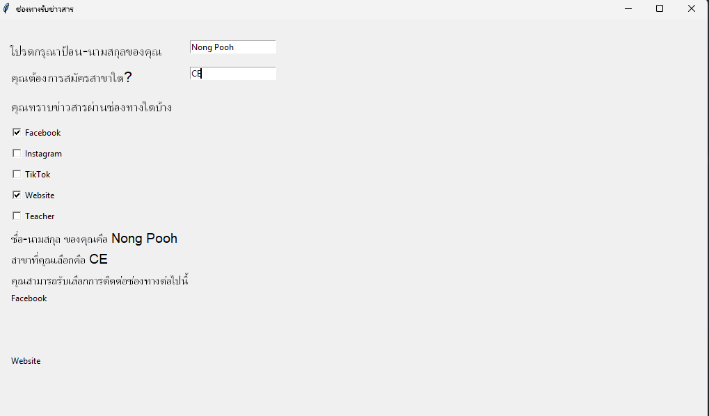 ช่องทางรับข่าวสาร
โปรดกรุณาป้อน-นามสกุลของคุณ Nong Pooh
คุณต้องการสมัครสาขาใด? CE
คุณทราบข่าวสารผ่านช่องทางใดบ้าง
Facebook
Instagram
TikTok
Website
Teacher
ชื่อ-นามสกุล ของคุณคือ Nong Pooh
สาขาที่คุณเลือกคือ CE
คุณสามารถรับเลือกการติดต่อช่องทางต่อไปนี้
Facebook
Website